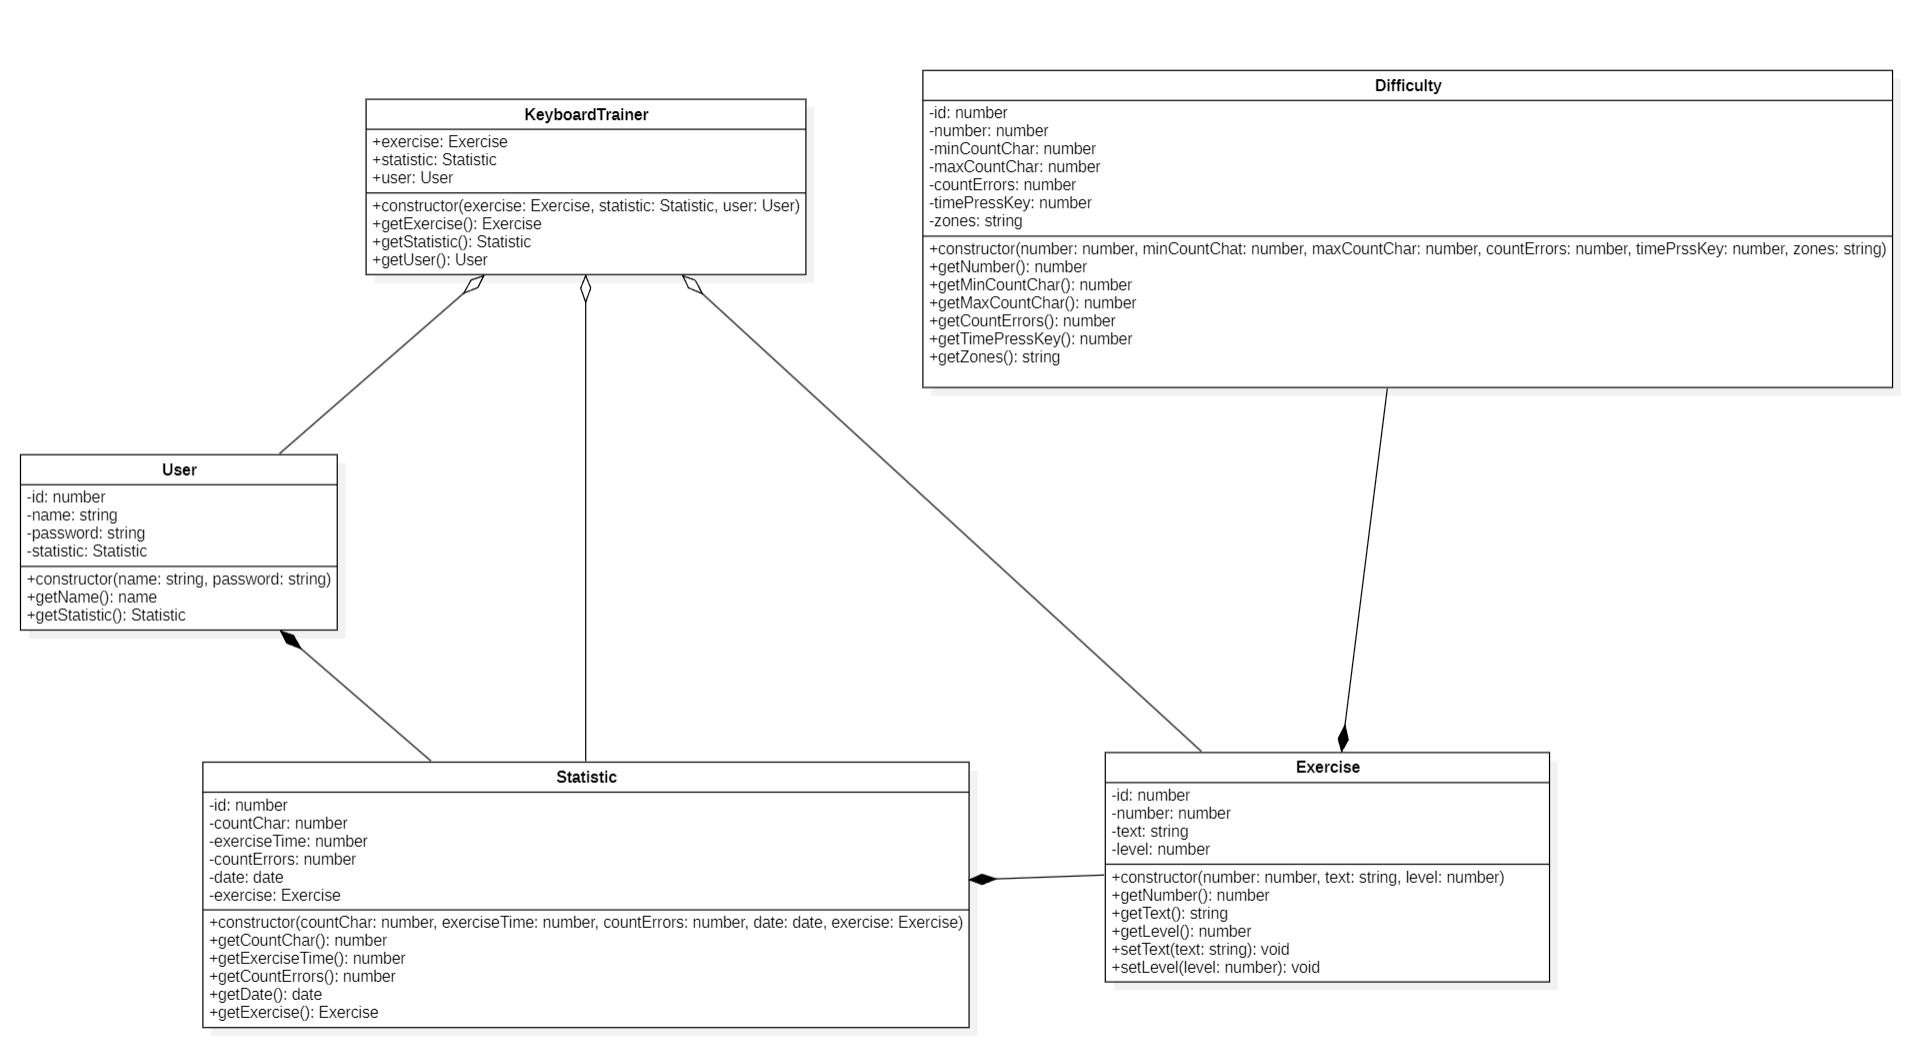 KeyboardTrainer
+exercise: Exercise
+statistic: Statistic
+user: User
+constructor(exercise: Exercise, statistic: Statistic, user: User)
+getExercise(): Exercise
+getStatistic(): Statistic
+getUser(): User
Difficulty
-id: number
-number: number
-minCountChar: number
-maxCountChar: number
-countErrors: number
-timePressKey: number
-zones: string
+constructor(number: number, minCountChat: number, maxCountChar: number, countErrors: number, timePrssKey: number, zones: string)
+getNumber(): number
+getMinCountChar(): number
+getMaxCountChar(): number
+getCountErrors(): number
+getTimePressKey(): number
+getZones(): string
User
-id: number
-name: string
-password: string
-statistic: Statistic
+constructor(name: string, password: string)
+getName(): name
+getStatistic(): Statistic
Statistic
-id: number
-countChar: number
-exerciseTime: number
-countErrors: number
-date: date
-exercise: Exercise
+constructor(countChar: number, exerciseTime: number, countErrors: number, date: date, exercise: Exercise)
+getCountChar(): number
+getExerciseTime(): number
+getCountErrors(): number
+getDate(): date
+getExercise(): Exercise
Exercise
-id: number
-number: number
-text: string
-level: number
+constructor(number: number, text: string, level: number)
+getNumber(): number
+getText(): string
+getLevel(): number
+setText(text: string): void
+setLevel(level: number): void